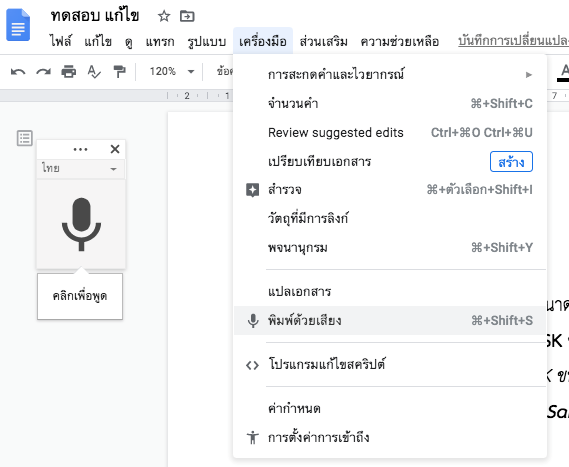 ทดสอบ แก้ไข
ไฟล์ แก้ไข ดู แทรก รูปแบบ เครื่องมือ ส่วนเสริม ความช่วยเหลือ บันทึกการเปลี่ยนแปลง
120% ข้อค
2 1 7
การสะกดคำและไวยากรณ์
จำนวนคำ ⌘+Shift+C
Review suggested edits Ctrl+⌘O Ctrl+⌘U
เปรียบเทียบเอกสาร สร้าง
สำรวจ ⌘+ตัวเลือก+Shift+I
วัตถุที่มีการลิงก์
พจนานุกรม ⌘+Shift+Y
แปลเอกสาร
พิมพ์ด้วยเสียง ⌘+Shift+S
โปรแกรมแก้ไขสคริปต์
ค่ากำหนด
การตั้งค่าการเข้าถึง
ไทย
คลิกเพื่อพูด
นาด
SK
K ขน
Sar